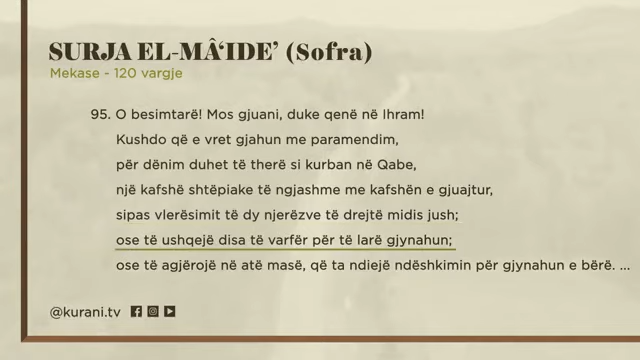 SURJA EL-MÂ‘IDE’ (Sofra)
Mekase - 120 vargje
95. O besimtarë! Mos gjuani, duke qenë në Ihram!
Kushdo që e vret gjahun me paramendim,
për dënim duhet të therë si kurban në Qabe,
një kafshë shtëpiake të ngjashme me kafshën e gjuajtur,
sipas vlerësimit të dy njerëzve të drejtë midis jush;
ose të ushqejë disa të varfër për të larë gjynahun;
ose të agjërojë në atë masë, që ta ndiejë ndëshkimin për gjynahun e bërë. ...
@kurani.tv